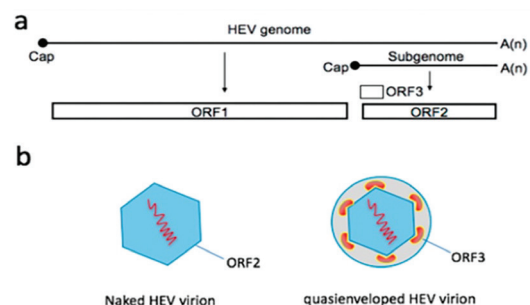 a
HEV genome
Cap
A(n)
Subgenome
Cap
A(n)
ORF3
ORF1
ORF2
b
ORF2
ORF3
Naked HEV virion
quasienveloped HEV virion